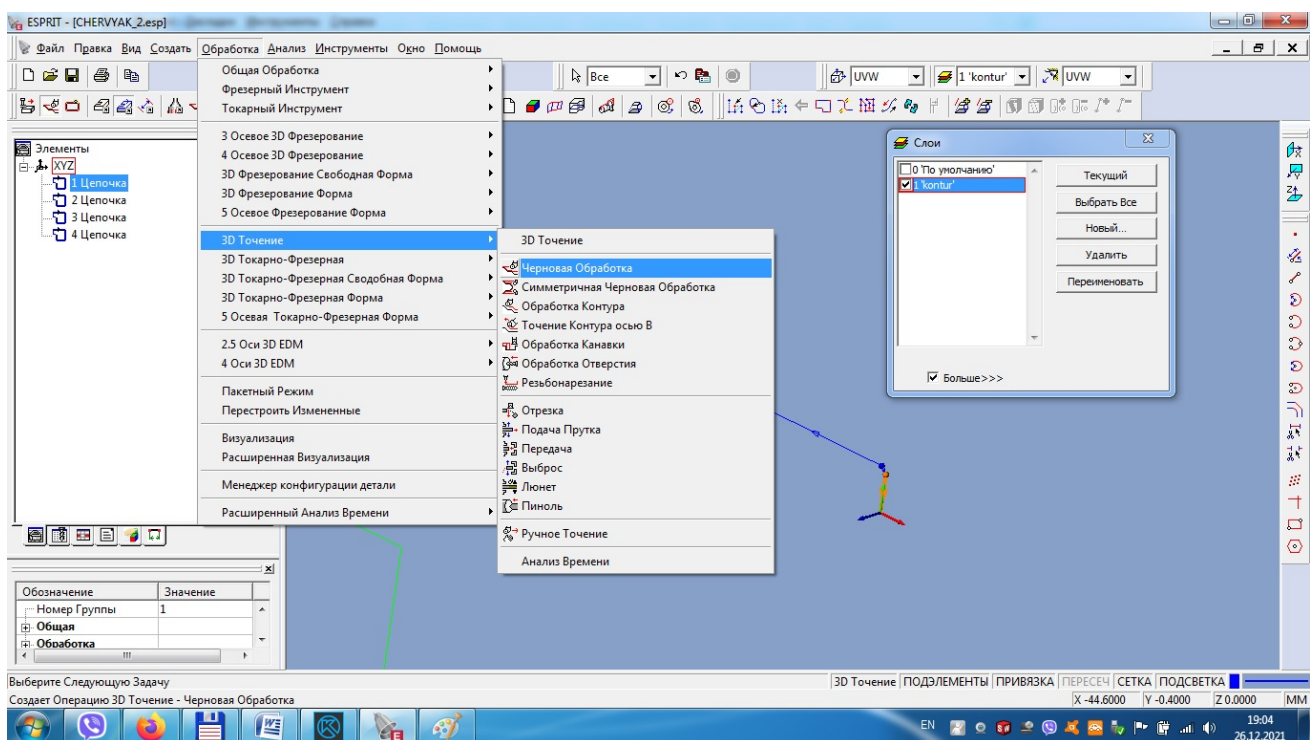 ESPRIT - [CHERVYAK_2.esp]
Файл Правка Вид Создать Обработка Анализ Инструменты Окно Помощь
Все
UVW
1 'kontur'
UVW
Общая Обработка
Фрезерный Инструмент
Токарный Инструмент
3 Осевое 3D Фрезерование
4 Осевое 3D Фрезерование
3D Фрезерование Свободная Форма
3D Фрезерование Форма
5 Осевое Фрезерование Форма
3D Точение
3D Токарно-Фрезерная
3D Токарно-Фрезерная Сводобная Форма
3D Токарно-Фрезерная Форма
5 Осевая Токарно-Фрезерная Форма
2.5 Оси 3D EDM
4 Оси 3D EDM
Пакетный Режим
Перестроить Измененные
Визуализация
Расширенная Визуализация
Менеджер конфигурации детали
Расширенный Анализ Времени
3D Точение
Черновая Обработка
Симметричная Черновая Обработка
Обработка Контура
Точение Контура осью В
Обработка Канавки
Обработка Отверстия
Резьбонарезание
Отрезка
Подача Прутка
Передача
Выброс
Люнет
Пиноль
Ручное Точение
Анализ Времени
Элементы
XYZ
1 Цепочка
2 Цепочка
3 Цепочка
4 Цепочка
Слои
0 'По умолчанию'
1 'kontur'
Текущий
Выбрать Все
Новый...
Удалить
Переименовать
Больше>>>
Обозначение Значение
Номер Группы 1
Общая
Обработка
Выберите Следующую Задачу
3D Точение ПОДЭЛЕМЕНТЫ ПРИВЯЗКА ПЕРЕСЕЧ СЕТКА ПОДСВЕТКА
Создает Операцию 3D Точение - Черновая Обработка
X -44.6000 Y -0.4000 Z 0.0000 MM
EN
19:04
26.12.2021